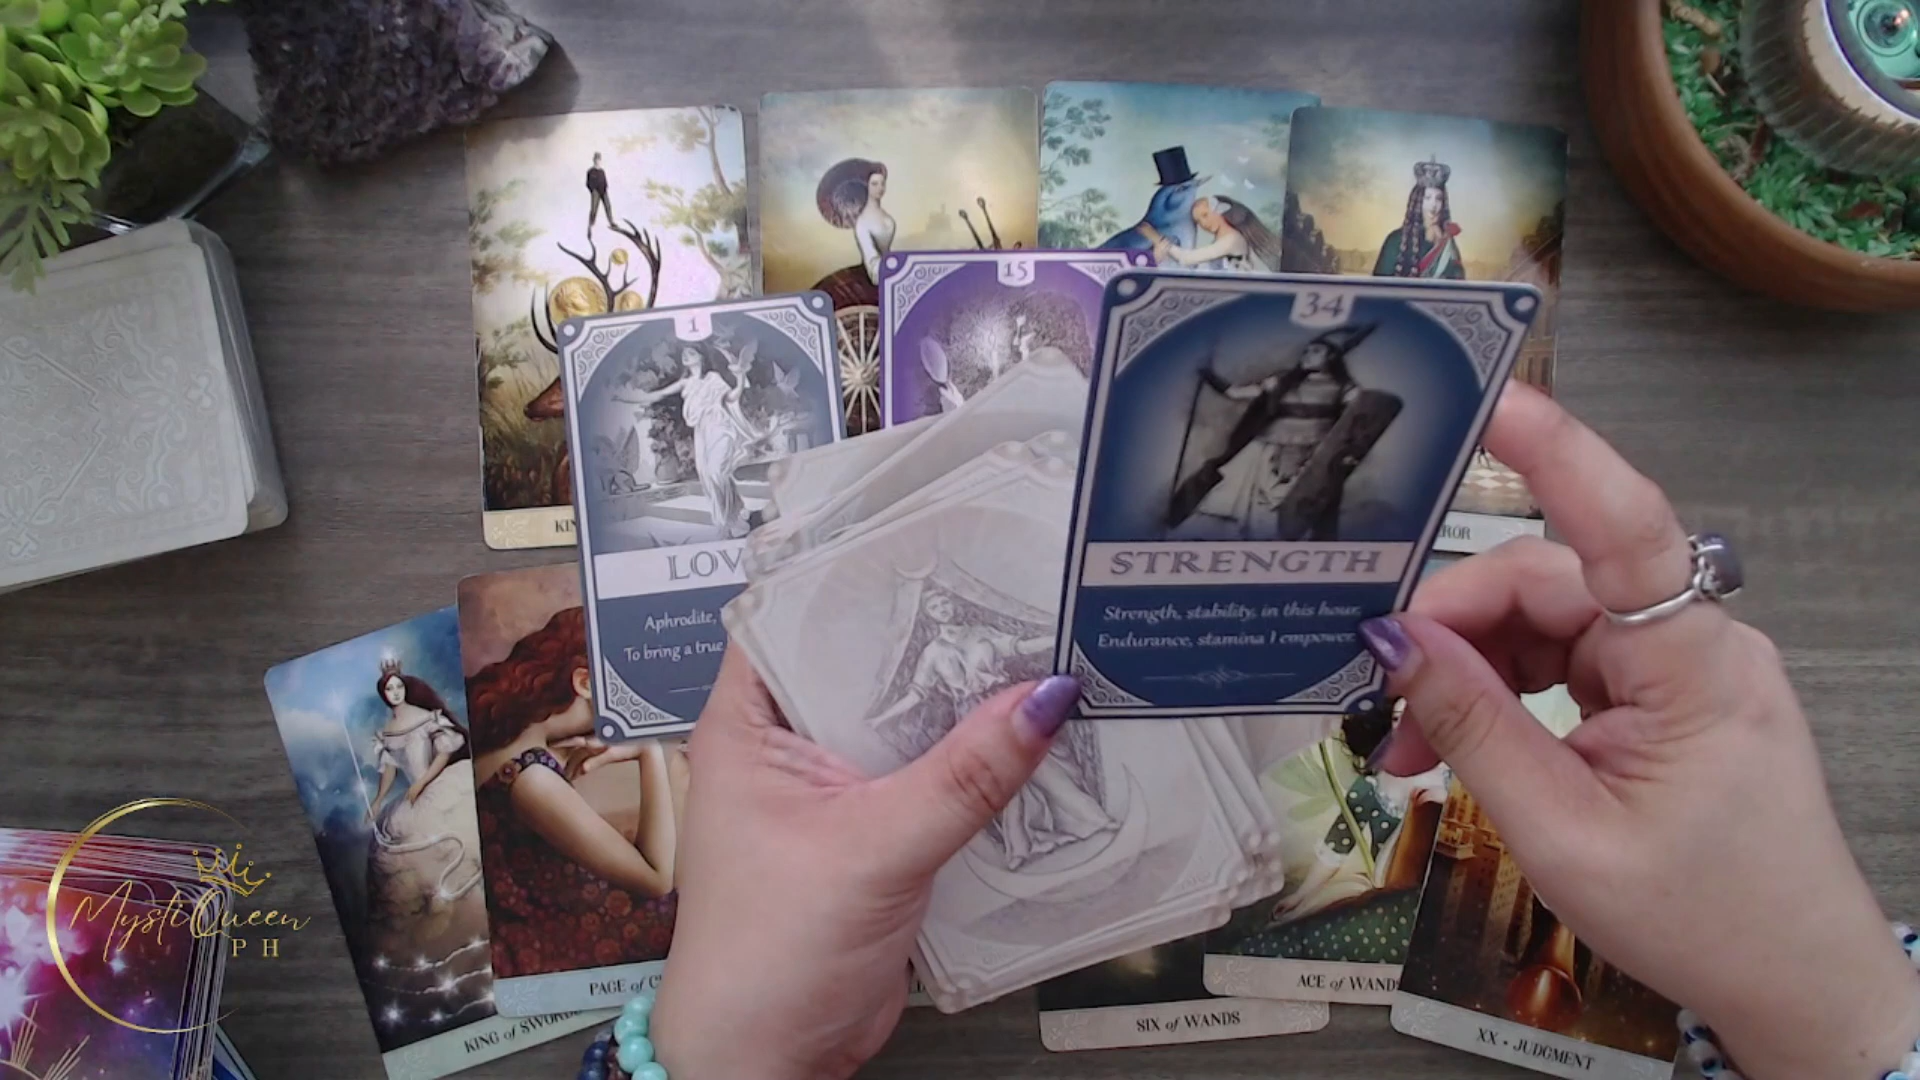 15
34
1
KIN
ROR
LOV
STRENGTH
Aphrodite,
To bring a true
Strength, stability, in this hour,
Endurance, stamina I empower.
PAGE of C
ACE of WANDS
KING of SWORDS
SIX of WANDS
XX • JUDGMENT
MystiQueen
PH